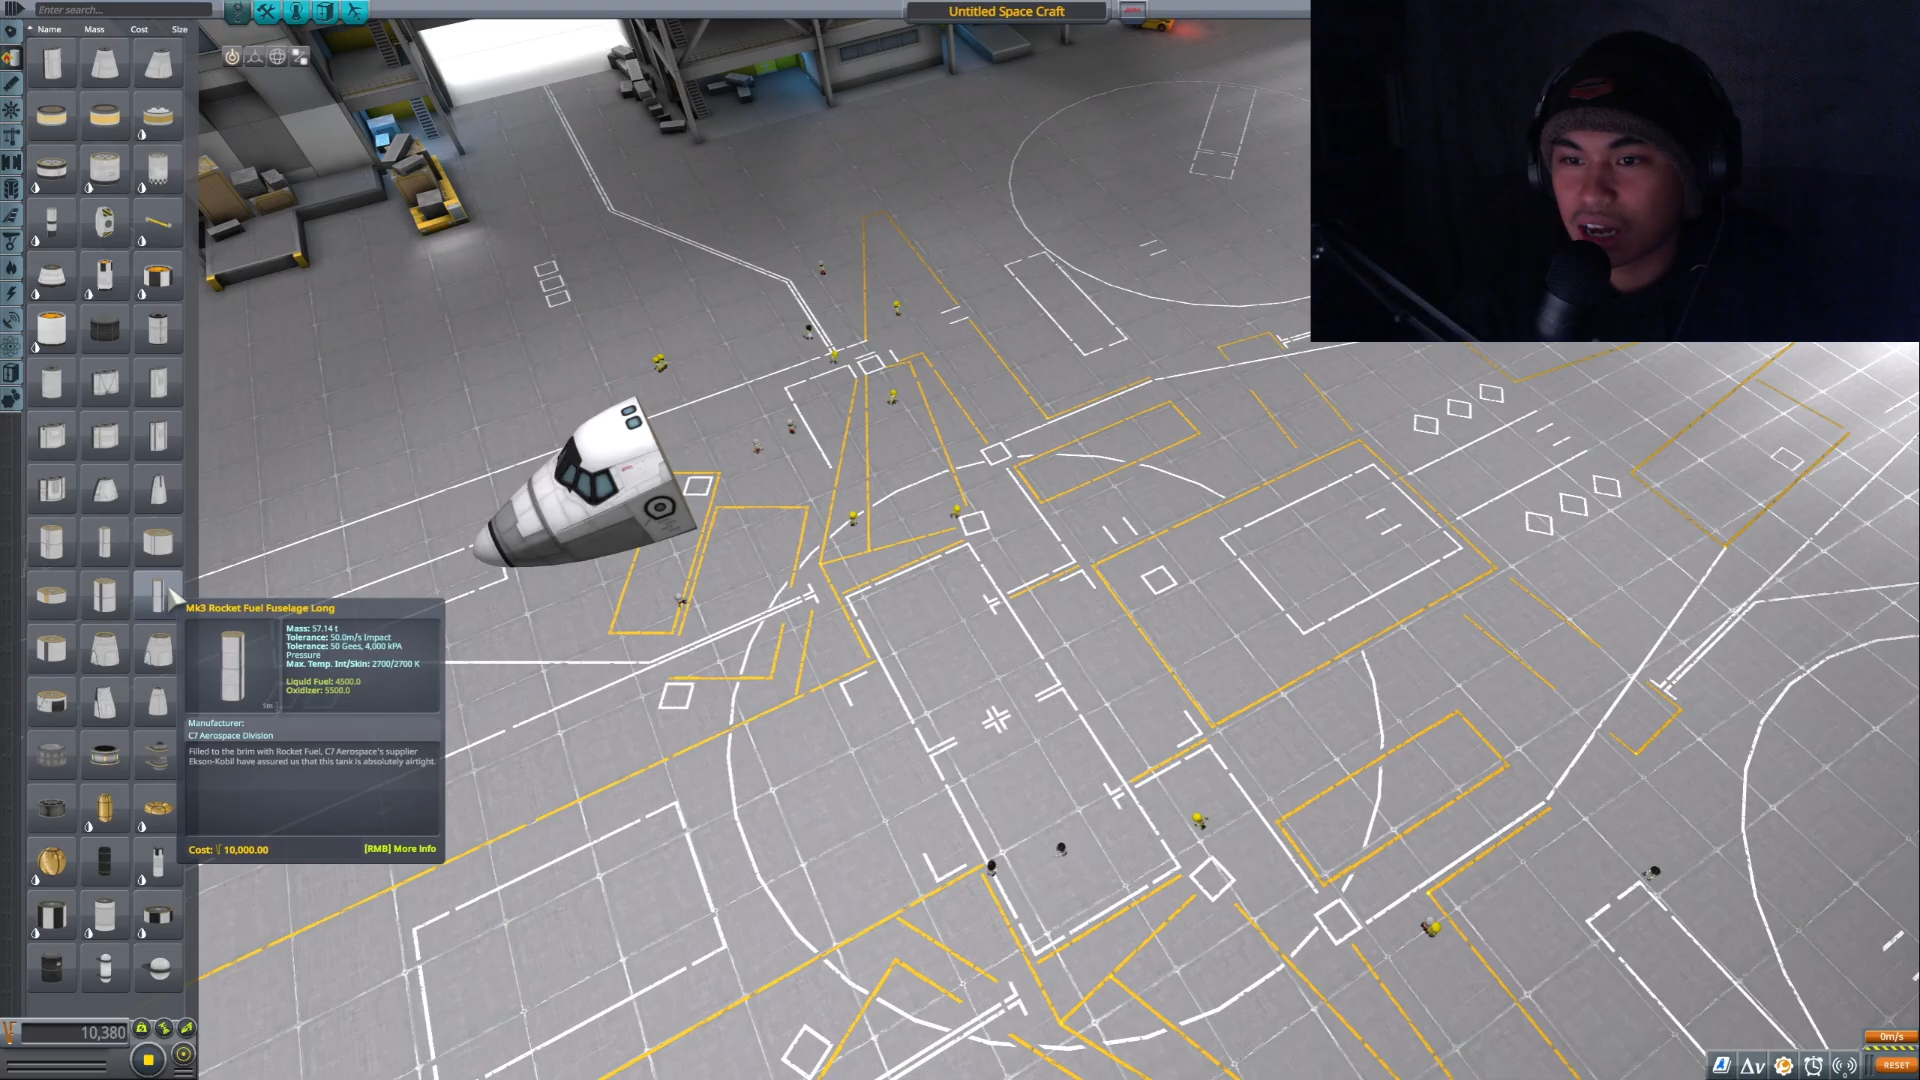 Enter search...
Untitled Space Craft
Name Mass Cost Size
Mk3 Rocket Fuel Fuselage Long
Mass: 57.14 t
Tolerance: 50.0m/s Impact
Tolerance: 50 Gees, 4,000 kPA
Pressure
Max. Temp. Int/Skin: 2700/2700 K
Liquid Fuel: 4500.0
Oxidizer: 5500.0
1m
Manufacturer:
C7 Aerospace Division
Filled to the brim with Rocket Fuel, C7 Aerospace's supplier
Ekson-Kobil have assured us that this tank is absolutely airtight.
Cost: 10,000.00 [RMB] More Info
10,380
0m/s
Δv
RESET